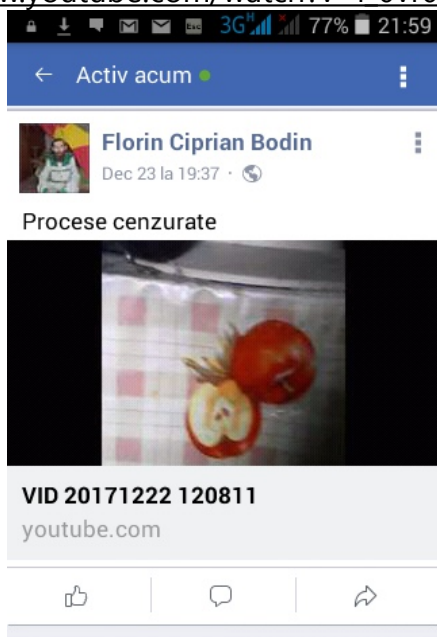 3G H 77% 21:59
← Activ acum
Florin Ciprian Bodin
Dec 23 la 19:37 ·
Procese cenzurate
VID 20171222 120811
youtube.com